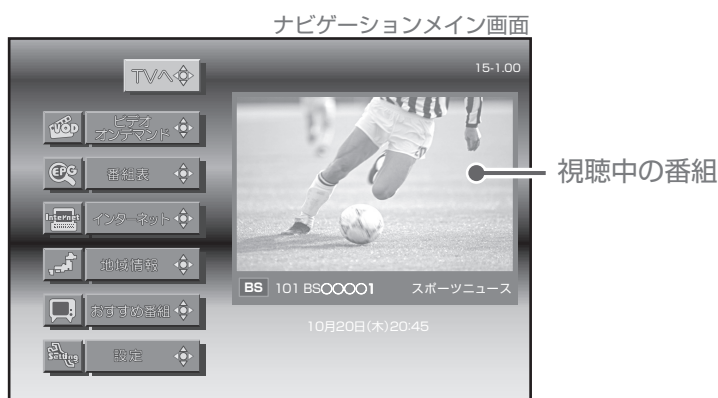 ナビゲーションメイン画面
TVへ
15-1.00
VOD
ビデオ
オンデマンド
EPG
番組表
視聴中の番組
Internet
インターネット
地域情報
BS 101 BS○○○○1 スポーツニュース
おすすめ番組
10月20日(木)20:45
Setting
設定